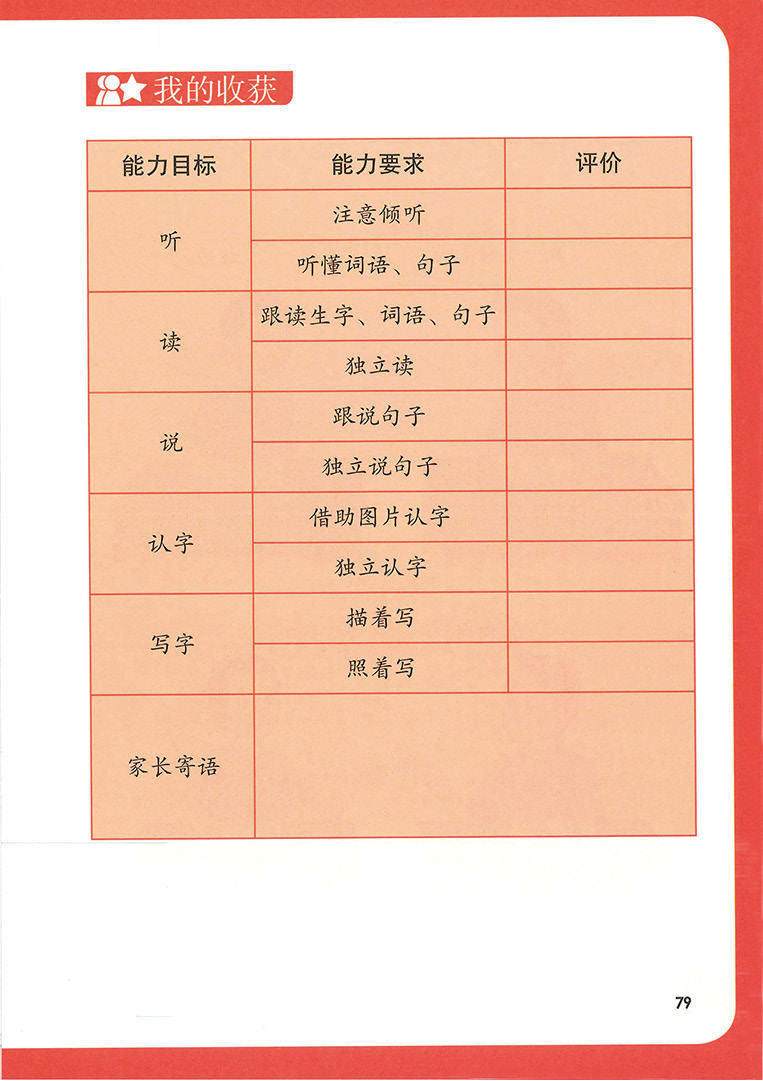 我的收获
能力目标 能力要求 评价
听
注意倾听
听懂词语、句子
读
跟读生字、词语、句子
独立读
说
跟说句子
独立说句子
认字
借助图片认字
独立认字
写字
描着写
照着写
家长寄语
79